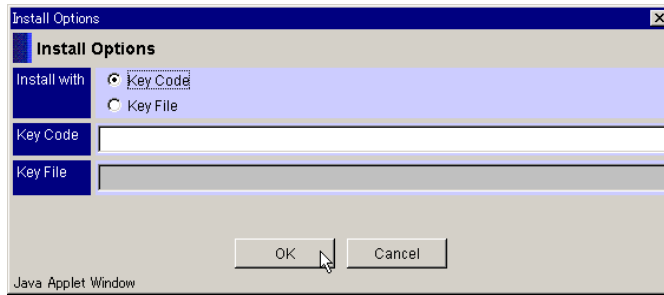 Install Options
Install Options
Install with
Key Code
Key File
Key Code
Key File
OK
Cancel
Java Applet Window